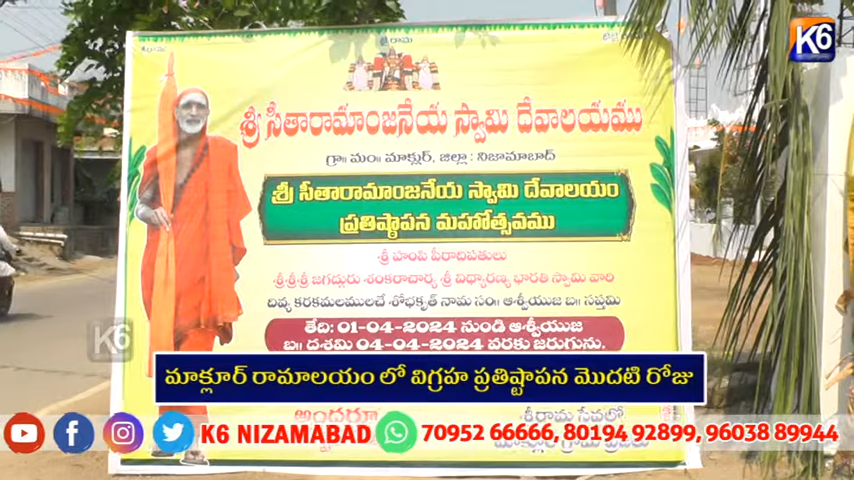 శ్రీరామ
K6
శ్రీ సీతారామాంజనేయ స్వామి దేవాలయము
గ్రా॥ మం॥ మాక్లూర్, జిల్లా : నిజామాబాద్
శ్రీ సీతారామాంజనేయ స్వామి దేవాలయం
ప్రతిష్ఠాపన మహోత్సవము
శ్రీ హంపి పీఠాధిపతులు
శ్రీశ్రీశ్రీ జగద్గురు శంకరాచార్య శ్రీ విధ్యారణ్య భారతి స్వామి వారి
దివ్య కరకమలములచే శోభకృత్ నామ సం॥ ఆశ్వీయుజ బ॥ సప్తమి
తేది: 01-04-2024 నుండి ఆశ్వీయుజ
బ॥ దశమి 04-04-2024 వరకు జరుగును.
K6
మాక్లూర్ రామాలయం లో విగ్రహ ప్రతిష్టాపన మొదటి రోజు
శ్రీరామ సేవలో
K6 NIZAMABAD 70952 66666, 80194 92899, 96038 89944